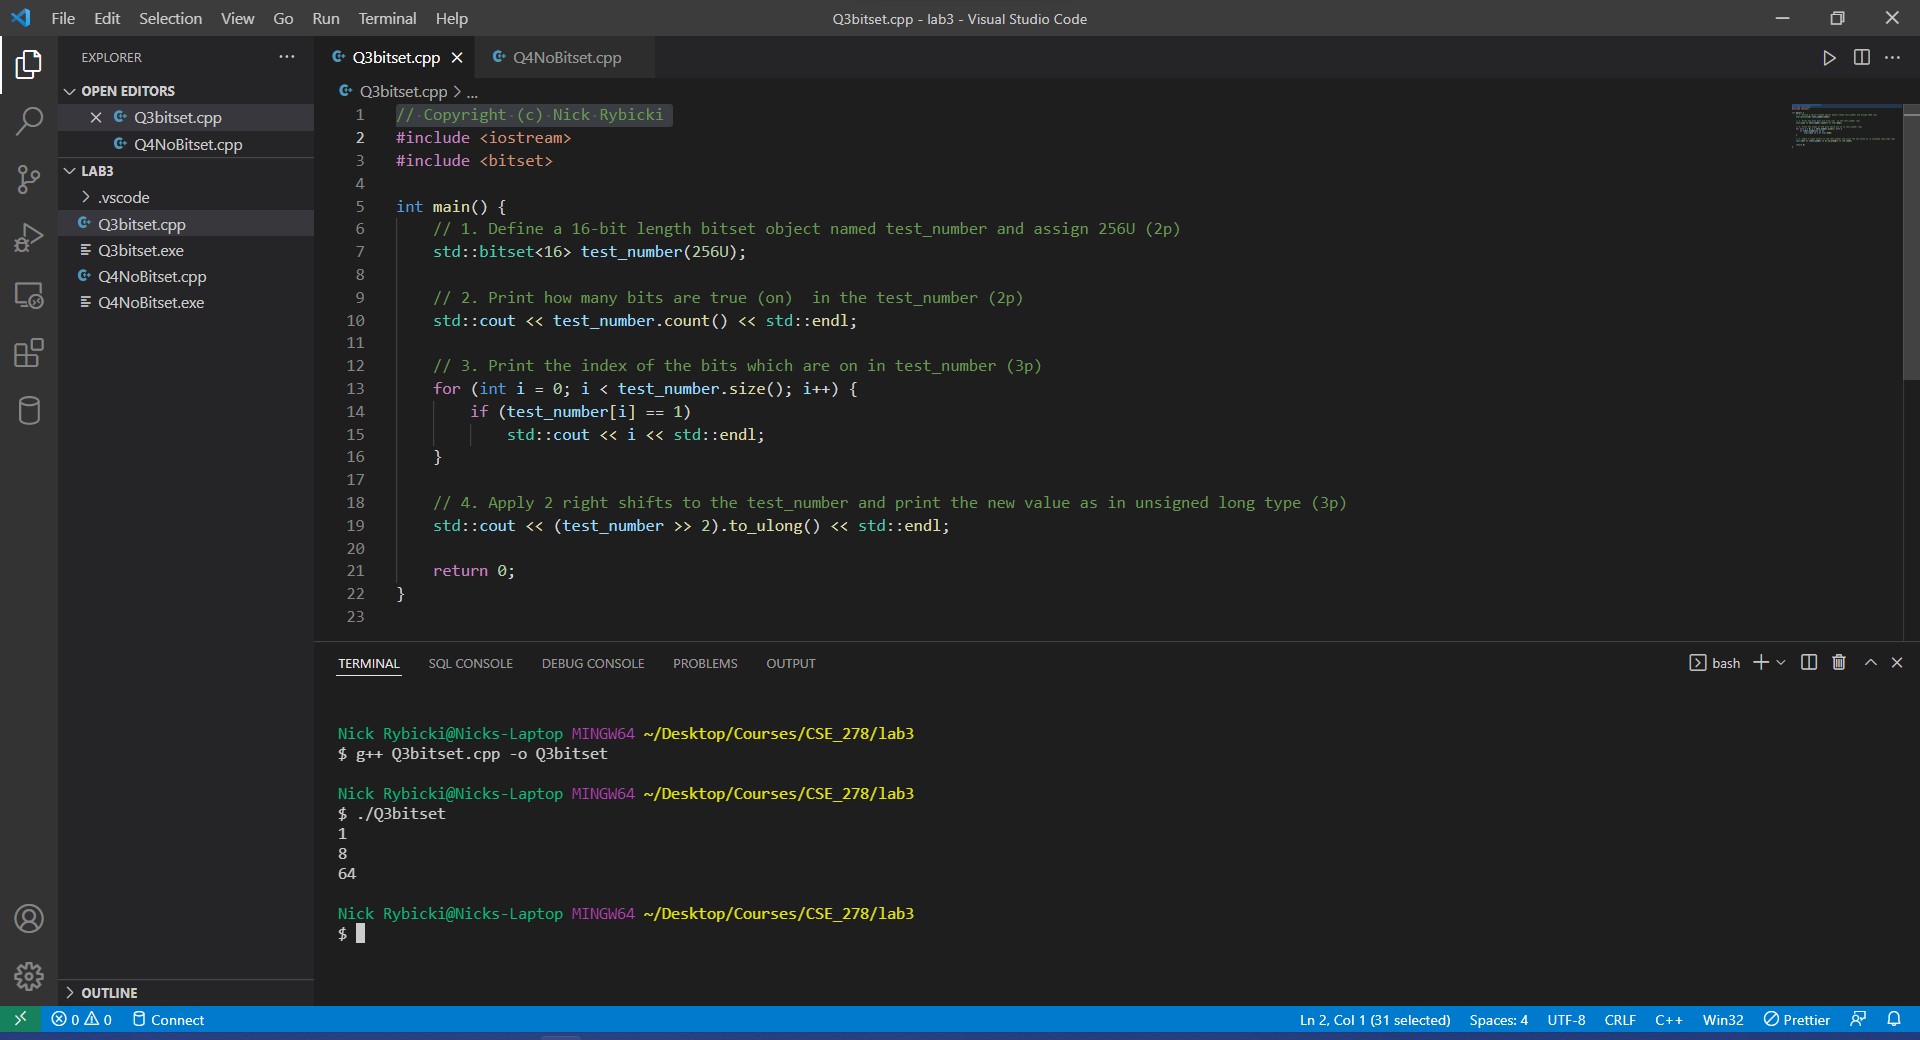 File Edit Selection View Go Run Terminal Help
Q3bitset.cpp - lab3 - Visual Studio Code
EXPLORER
OPEN EDITORS
Q3bitset.cpp
Q4NoBitset.cpp
LAB3
.vscode
Q3bitset.cpp
Q3bitset.exe
Q4NoBitset.cpp
Q4NoBitset.exe
OUTLINE
Q3bitset.cpp Q4NoBitset.cpp
Q3bitset.cpp > ...
1 // Copyright (c) Nick Rybicki
2 #include <iostream>
3 #include <bitset>
4
5 int main() {
6     // 1. Define a 16-bit length bitset object named test_number and assign 256U (2p)
7     std::bitset<16> test_number(256U);
8
9     // 2. Print how many bits are true (on)  in the test_number (2p)
10     std::cout << test_number.count() << std::endl;
11
12     // 3. Print the index of the bits which are on in test_number (3p)
13     for (int i = 0; i < test_number.size(); i++) {
14         if (test_number[i] == 1)
15             std::cout << i << std::endl;
16     }
17
18     // 4. Apply 2 right shifts to the test_number and print the new value as in unsigned long type (3p)
19     std::cout << (test_number >> 2).to_ulong() << std::endl;
20
21     return 0;
22 }
23
TERMINAL SQL CONSOLE DEBUG CONSOLE PROBLEMS OUTPUT
bash
Nick Rybicki@Nicks-Laptop MINGW64 ~/Desktop/Courses/CSE_278/lab3
$ g++ Q3bitset.cpp -o Q3bitset
Nick Rybicki@Nicks-Laptop MINGW64 ~/Desktop/Courses/CSE_278/lab3
$ ./Q3bitset
1
8
64
Nick Rybicki@Nicks-Laptop MINGW64 ~/Desktop/Courses/CSE_278/lab3
$
0 0 Connect
Ln 2, Col 1 (31 selected) Spaces: 4 UTF-8 CRLF C++ Win32 Prettier